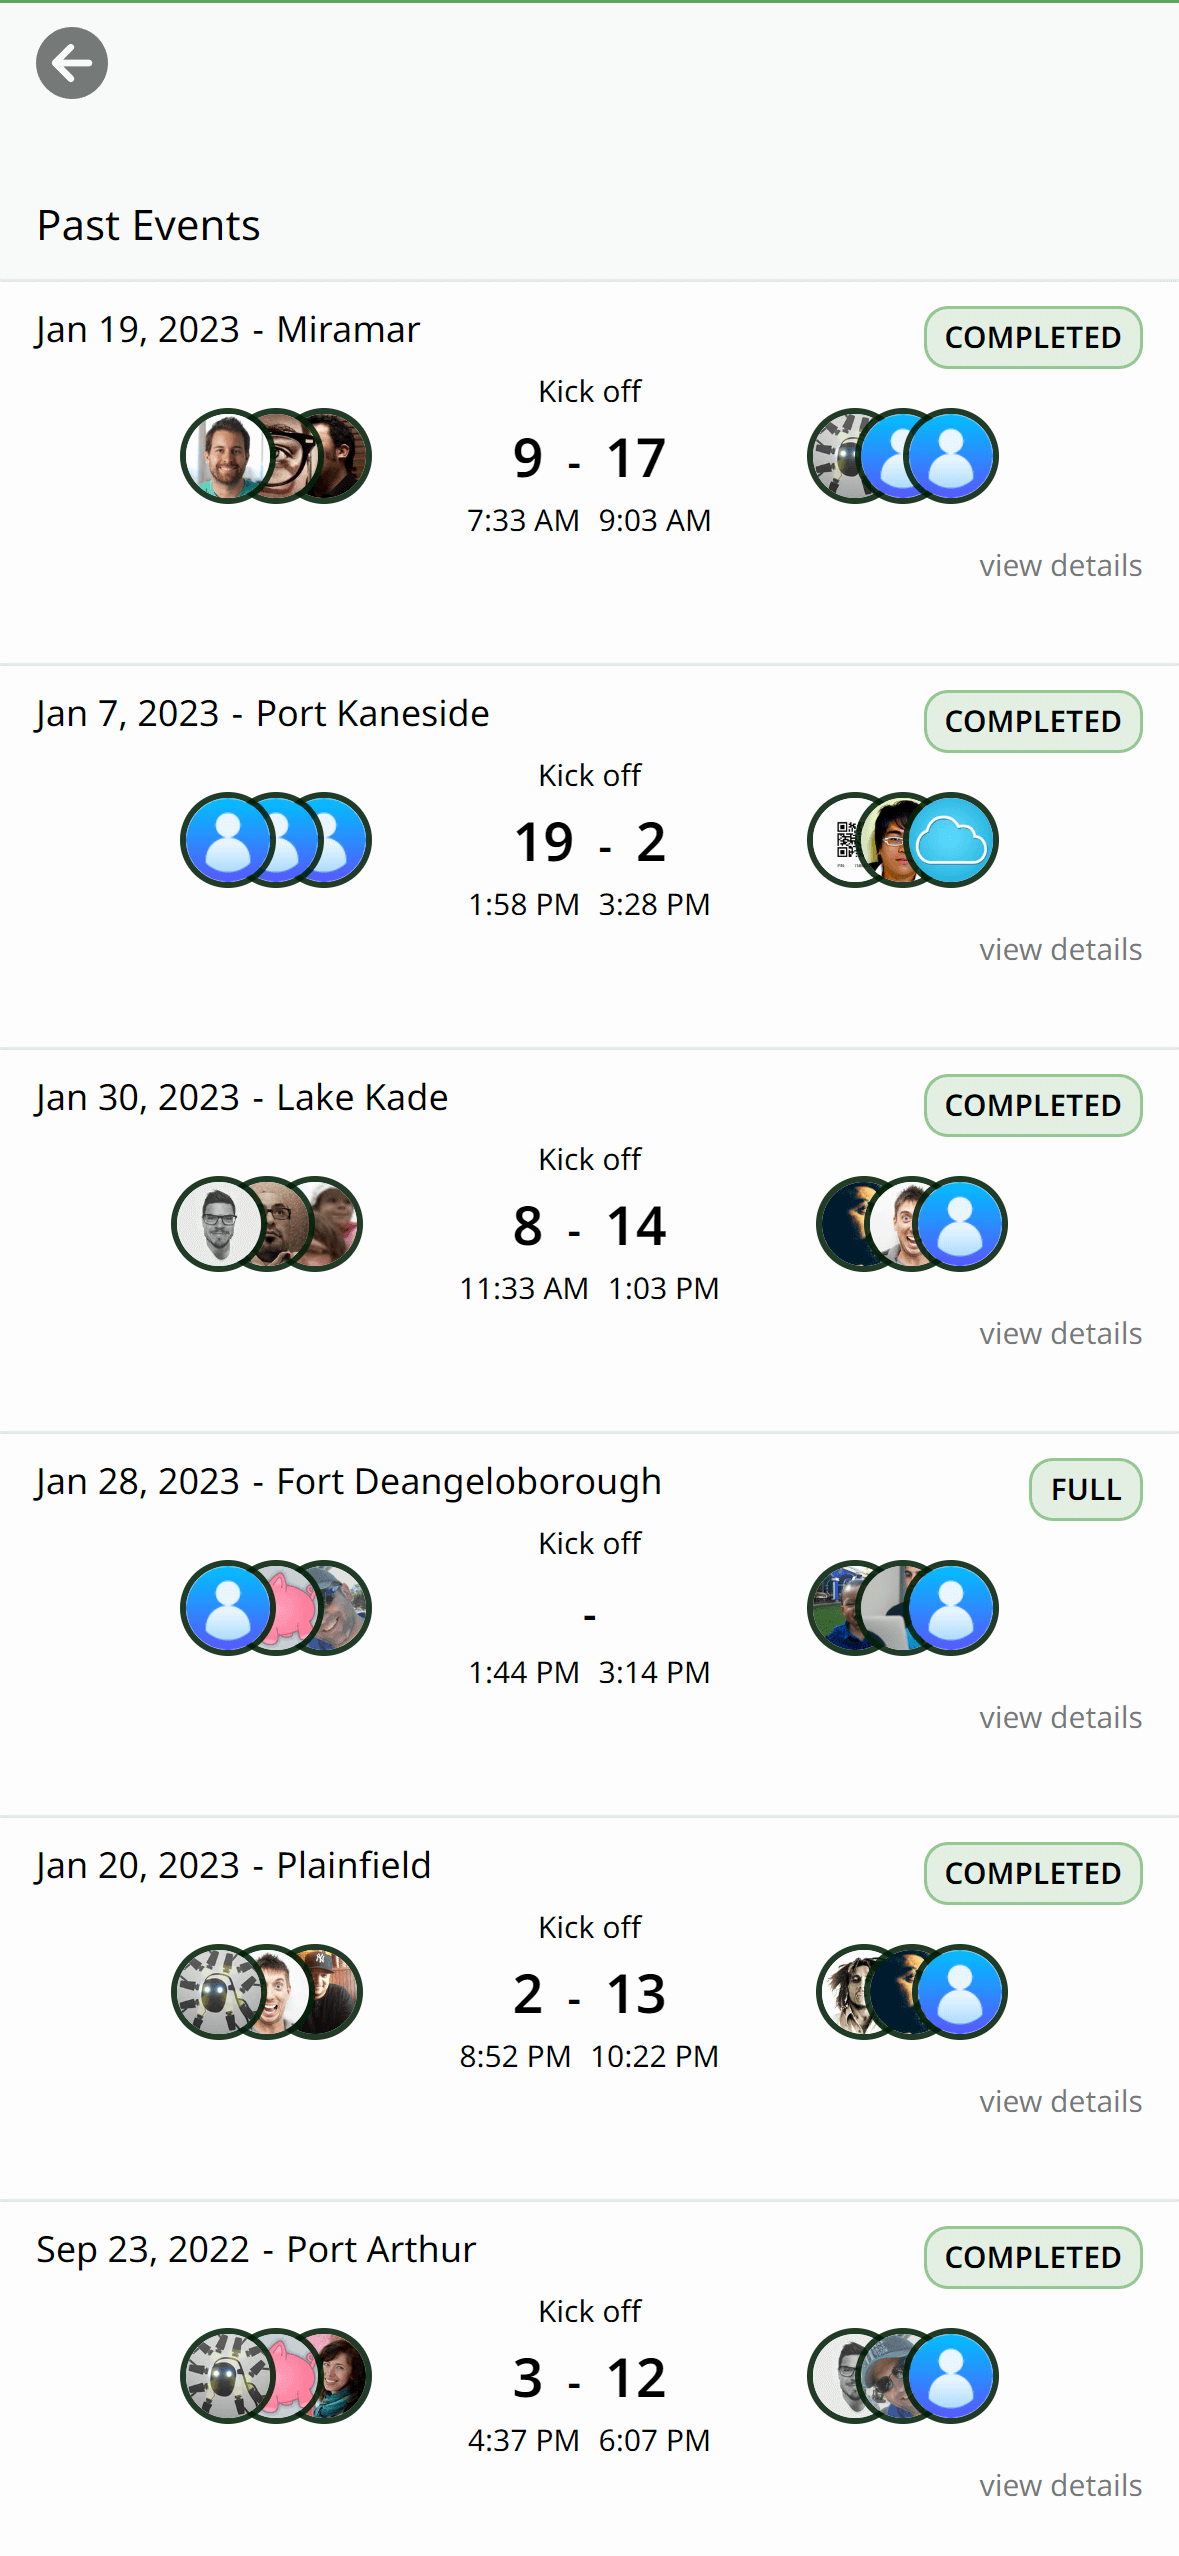 Past Events
Jan 19, 2023 - Miramar
COMPLETED
Kick off
9 - 17
7:33 AM 9:03 AM
view details
Jan 7, 2023 - Port Kaneside
COMPLETED
Kick off
19 - 2
1:58 PM 3:28 PM
view details
Jan 30, 2023 - Lake Kade
COMPLETED
Kick off
8 - 14
11:33 AM 1:03 PM
view details
Jan 28, 2023 - Fort Deangeloborough
FULL
Kick off
-
1:44 PM 3:14 PM
view details
Jan 20, 2023 - Plainfield
COMPLETED
Kick off
2 - 13
8:52 PM 10:22 PM
view details
Sep 23, 2022 - Port Arthur
COMPLETED
Kick off
3 - 12
4:37 PM 6:07 PM
view details